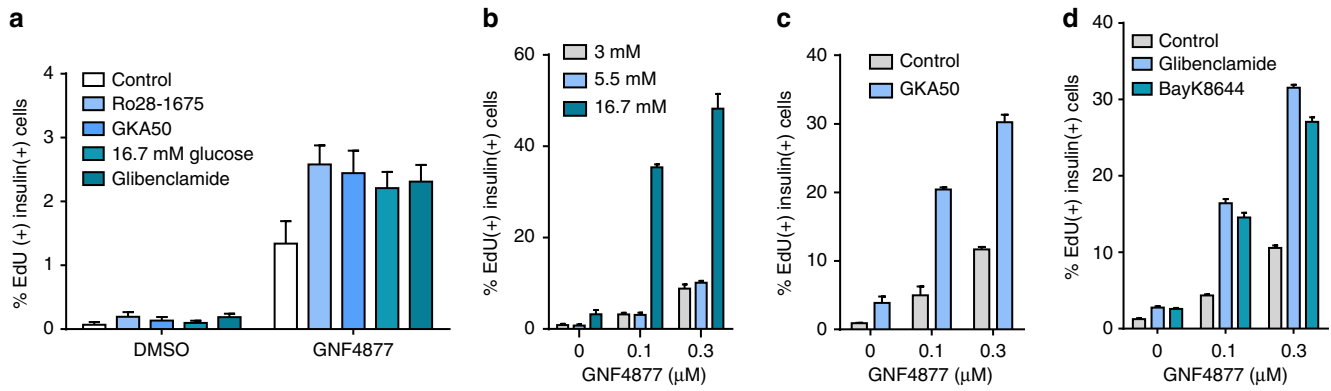 a
% EdU (+) insulin(+) cells
4
3
2
1
0
Control
Ro28-1675
GKA50
16.7 mM glucose
Glibenclamide
DMSO GNF4877
b
% EdU(+) insulin(+) cells
60
40
20
0
3 mM
5.5 mM
16.7 mM
0 0.1 0.3
GNF4877 (μM)
c
% EdU(+) insulin(+) cells
40
30
20
10
0
Control
GKA50
0 0.1 0.3
GNF4877 (μM)
d
% EdU(+) insulin(+) cells
40
30
20
10
0
Control
Glibenclamide
BayK8644
0 0.1 0.3
GNF4877 (μM)